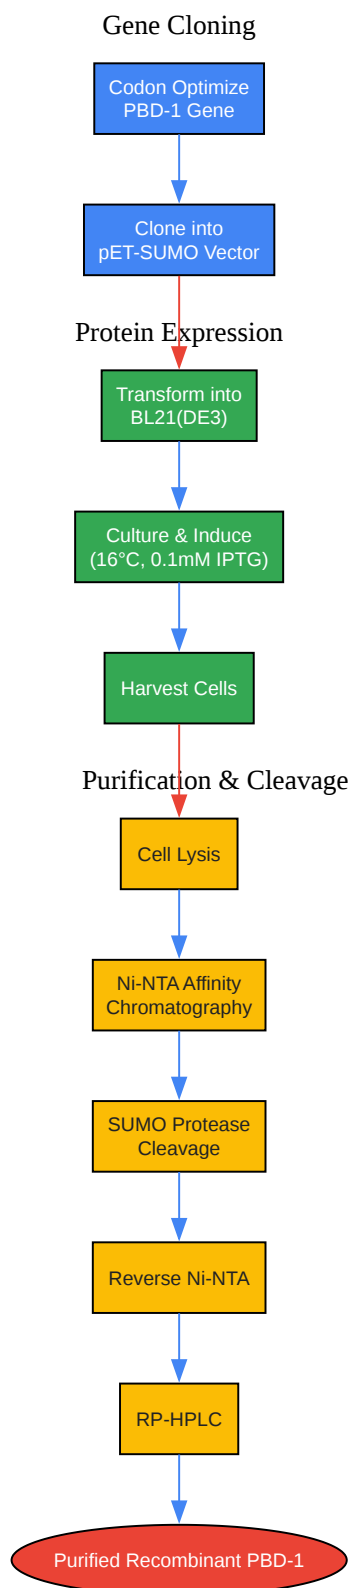 Gene Cloning
Codon Optimize
PBD-1 Gene
Clone into
pET-SUMO Vector
Protein Expression
Transform into
BL21(DE3)
Culture & Induce
(16°C, 0.1mM IPTG)
Harvest Cells
Purification & Cleavage
Cell Lysis
Ni-NTA Affinity
Chromatography
SUMO Protease
Cleavage
Reverse Ni-NTA
RP-HPLC
Purified Recombinant PBD-1